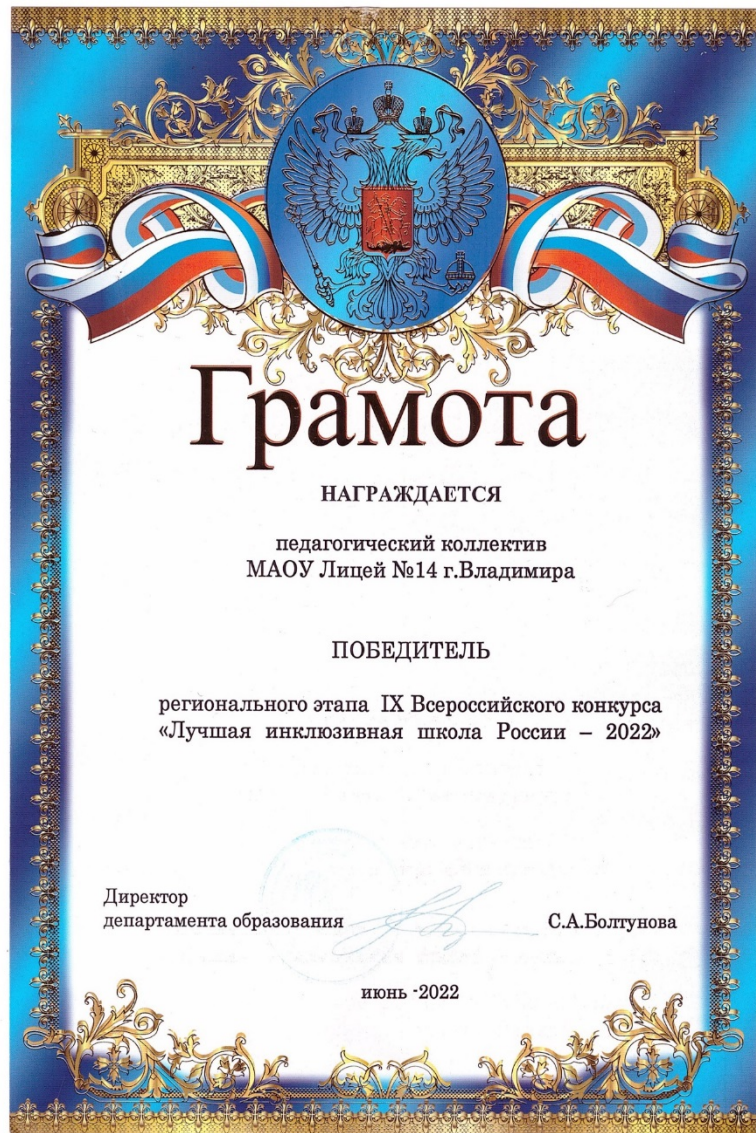 Грамота
НАГРАЖДАЕТСЯ
педагогический коллектив
МАОУ Лицей №14 г.Владимира
ПОБЕДИТЕЛЬ
регионального этапа IX Всероссийского конкурса
«Лучшая инклюзивная школа России – 2022»
Директор
департамента образования С.А.Болтунова
июнь -2022